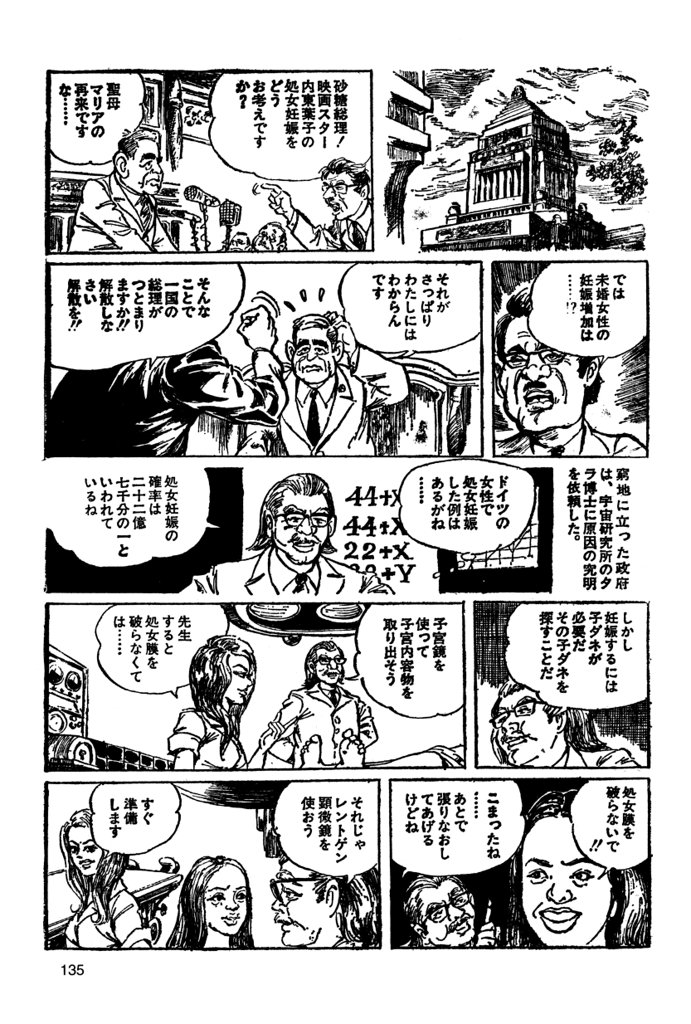 砂糖総理！
映画スター
内東葉子の
処女妊娠を
どう
お考えです
か？
聖母
マリアの
再来です
な……
では
未婚女性の
妊娠増加は
……!?
それが
さっぱり
わたしには
わからん
です
そんな
ことで
一国の
総理が
つとまり
ますか!!
解散しな
さい
解散を!!
窮地に立った政府
は、宇宙研究所のタ
ラ博士に原因の究明
を依頼した。
ドイツの
女性で
処女妊娠
した例は
あるがね
……
44+X
44+X
22+X
22+Y
処女妊娠の
確率は
二十二億
七千分の一と
いわれて
いるね
しかし
妊娠するには
子ダネが
必要だ
その子ダネを
探すことだ
子宮鏡を
使って
子宮内容物を
取り出そう
先生
すると
処女膜を
破らなくて
は……
処女膜を
破らないで
!!
こまったね
……
あとで
張りなおし
てあげる
けどね
それじゃ
レントゲン
顕微鏡を
使おう
すぐ
準備
します
135